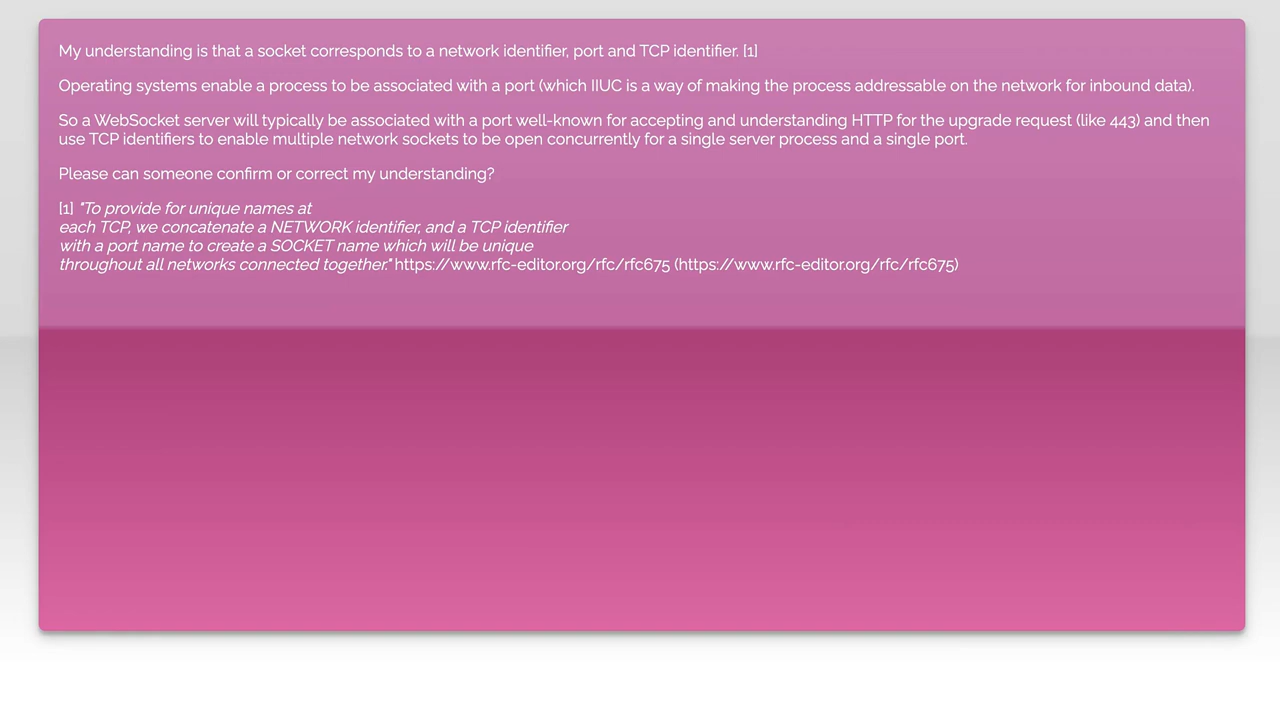 My understanding is that a socket corresponds to a network identifier, port and TCP identifier. [1]
Operating systems enable a process to be associated with a port (which IIUC is a way of making the process addressable on the network for inbound data).
So a WebSocket server will typically be associated with a port well-known for accepting and understanding HTTP for the upgrade request (like 443) and then
use TCP identifiers to enable multiple network sockets to be open concurrently for a single server process and a single port.
Please can someone confirm or correct my understanding?
[1] "To provide for unique names at
each TCP, we concatenate a NETWORK identifier, and a TCP identifier
with a port name to create a SOCKET name which will be unique
throughout all networks connected together." https://www.rfc-editor.org/rfc/rfc675 (https://www.rfc-editor.org/rfc/rfc675)